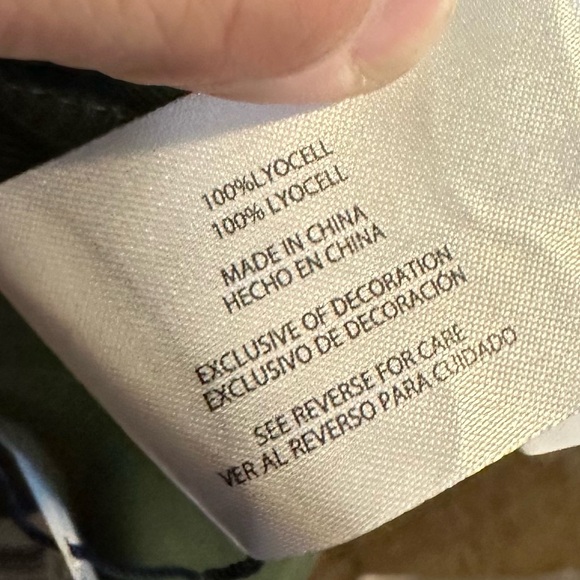 100%LYOCELL
100% LYOCELL
MADE IN CHINA
HECHO EN CHINA
EXCLUSIVE OF DECORATION
EXCLUSIVO DE DECORACIÓN
SEE REVERSE FOR CARE
VER AL REVERSO PARA CUIDADO